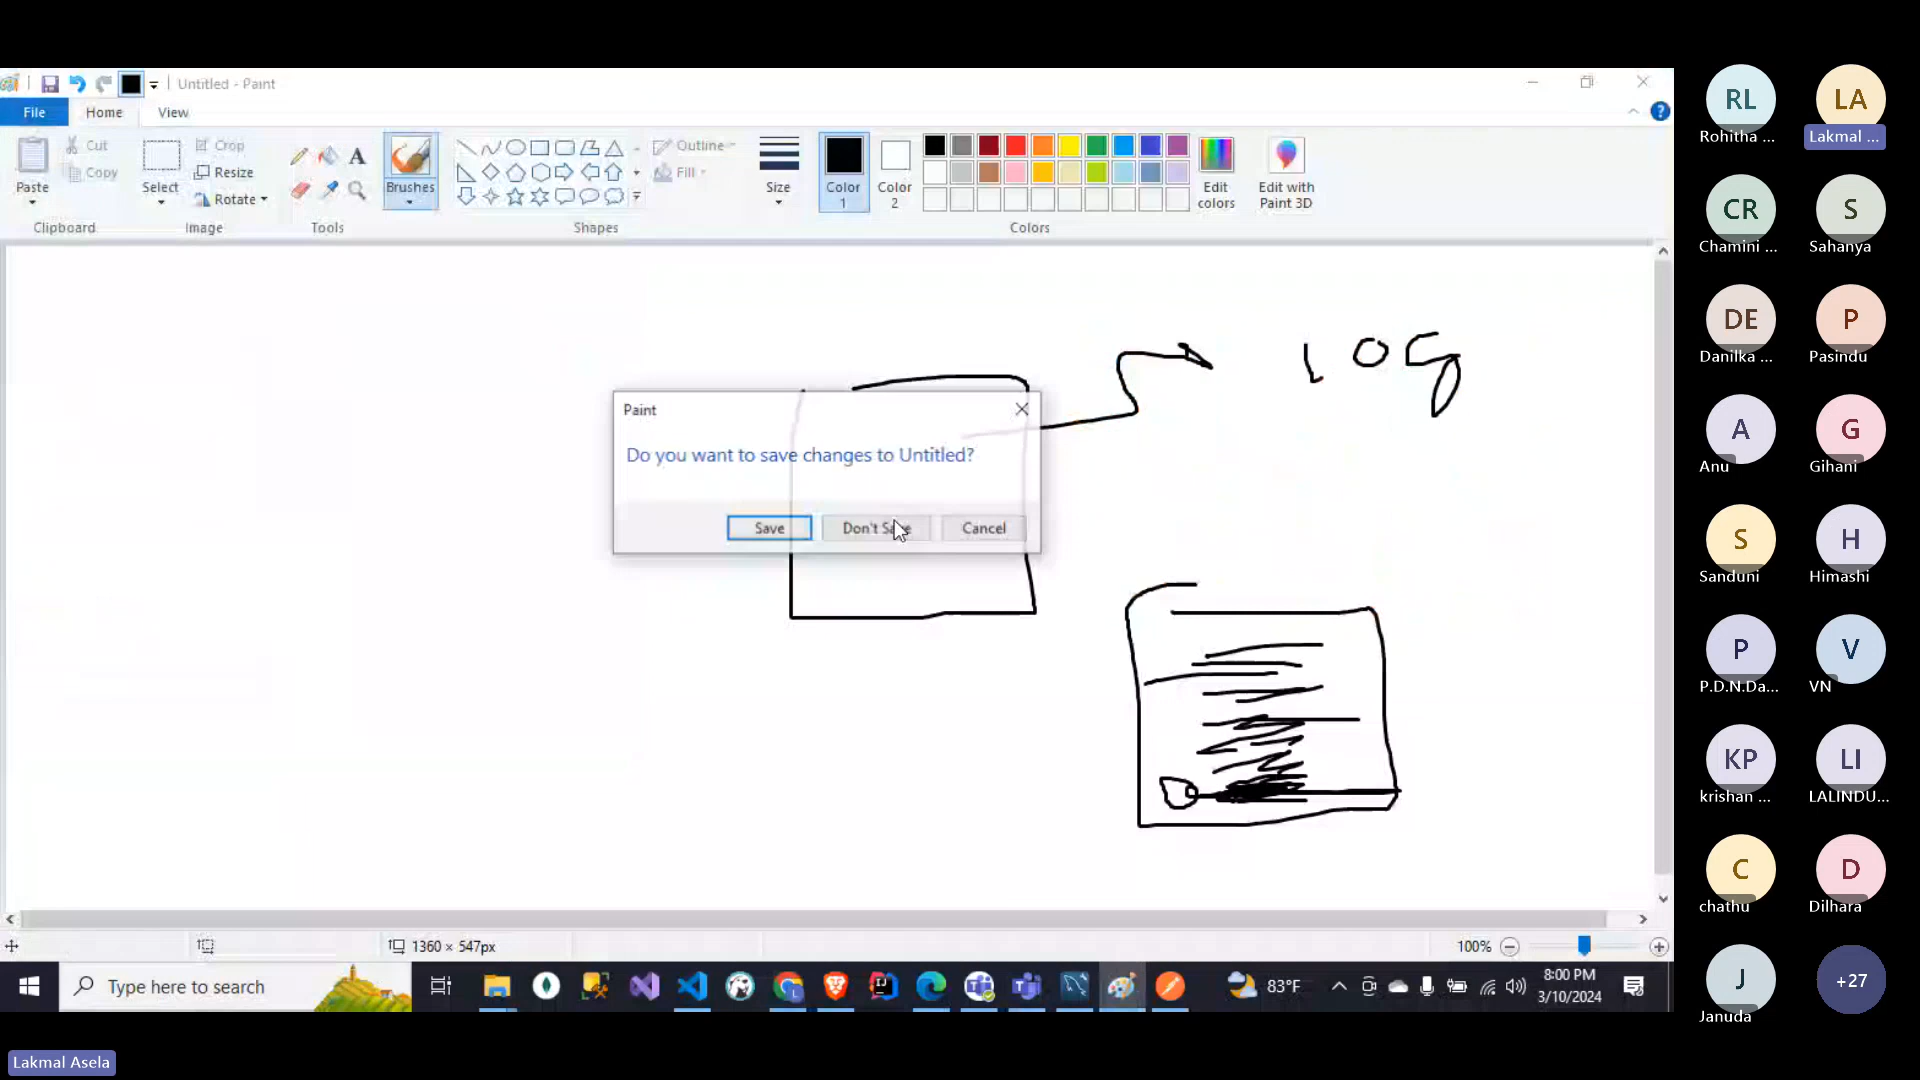 Untitled - Paint
File Home View
Paste
Cut
Copy
Clipboard
Select
Crop
Resize
Rotate
Image
Tools
Brushes
Shapes
Outline
Fill
Size
Color 1
Color 2
Edit colors
Edit with Paint 3D
Colors
log
Paint
Do you want to save changes to Untitled?
Save Don't Save Cancel
1360 × 547px
100%
Type here to search
83°F
8:00 PM
3/10/2024
RL LA
Rohitha ... Lakmal ...
CR S
Chamini ... Sahanya
DE P
Danilka ... Pasindu
A G
Anu Gihani
S H
Sanduni Himashi
P V
P.D.N.Da... VN
KP LI
krishan ... LALINDU...
C D
chathu Dilhara
J +27
Januda
Lakmal Asela